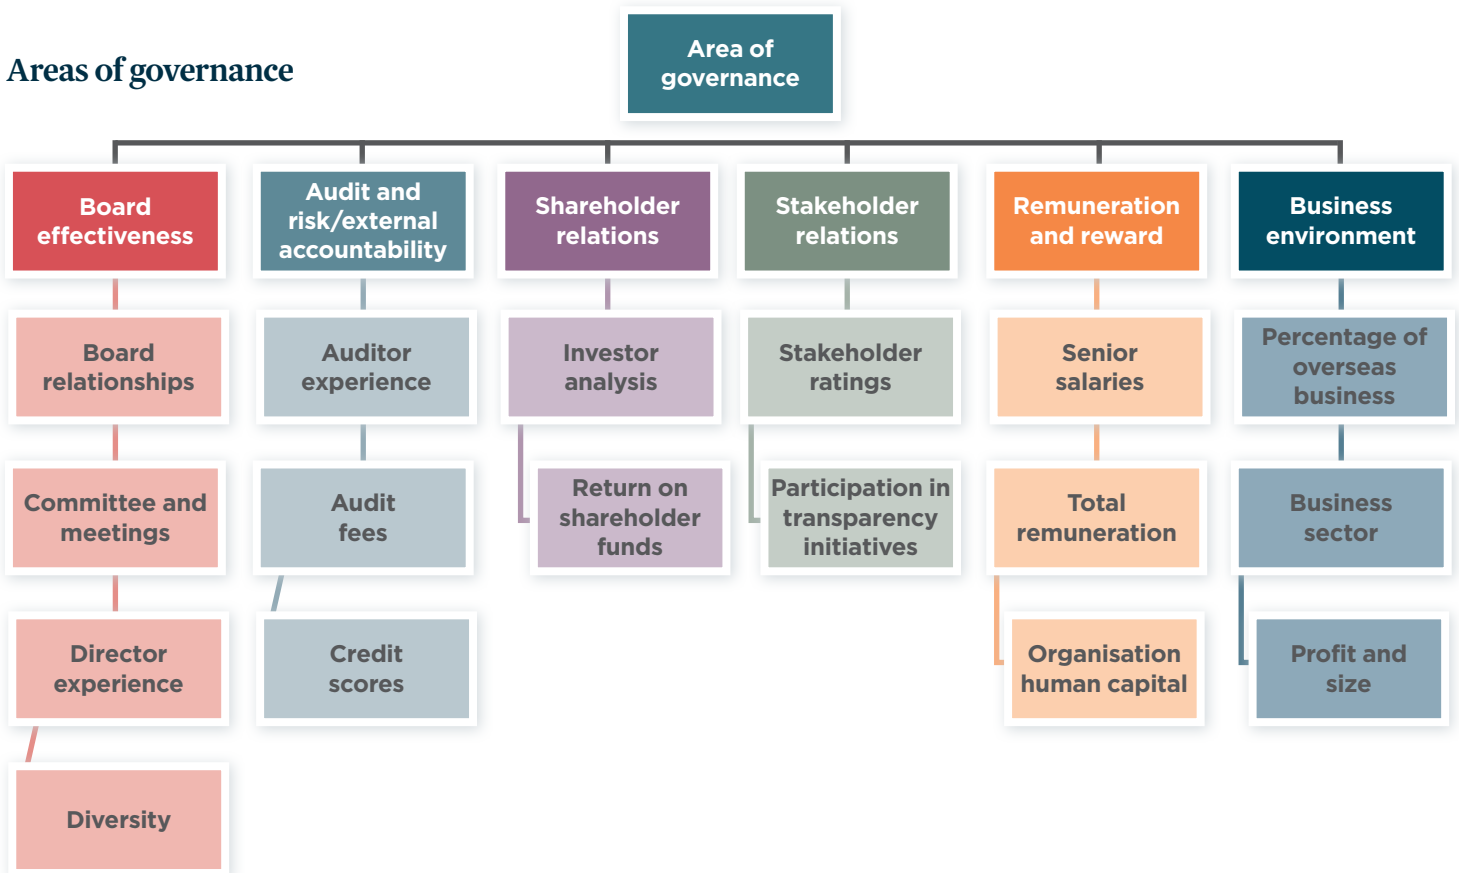 Areas of governance
Area of
governance
Board
effectiveness
Audit and
risk/external
accountability
Shareholder
relations
Stakeholder
relations
Remuneration
and reward
Business
environment
Board
relationships
Auditor
experience
Investor
analysis
Stakeholder
ratings
Senior
salaries
Percentage of
overseas
business
Committee and
meetings
Audit
fees
Return on
shareholder
funds
Participation in
transparency
initiatives
Total
remuneration
Business
sector
Director
experience
Credit
scores
Organisation
human capital
Profit and
size
Diversity